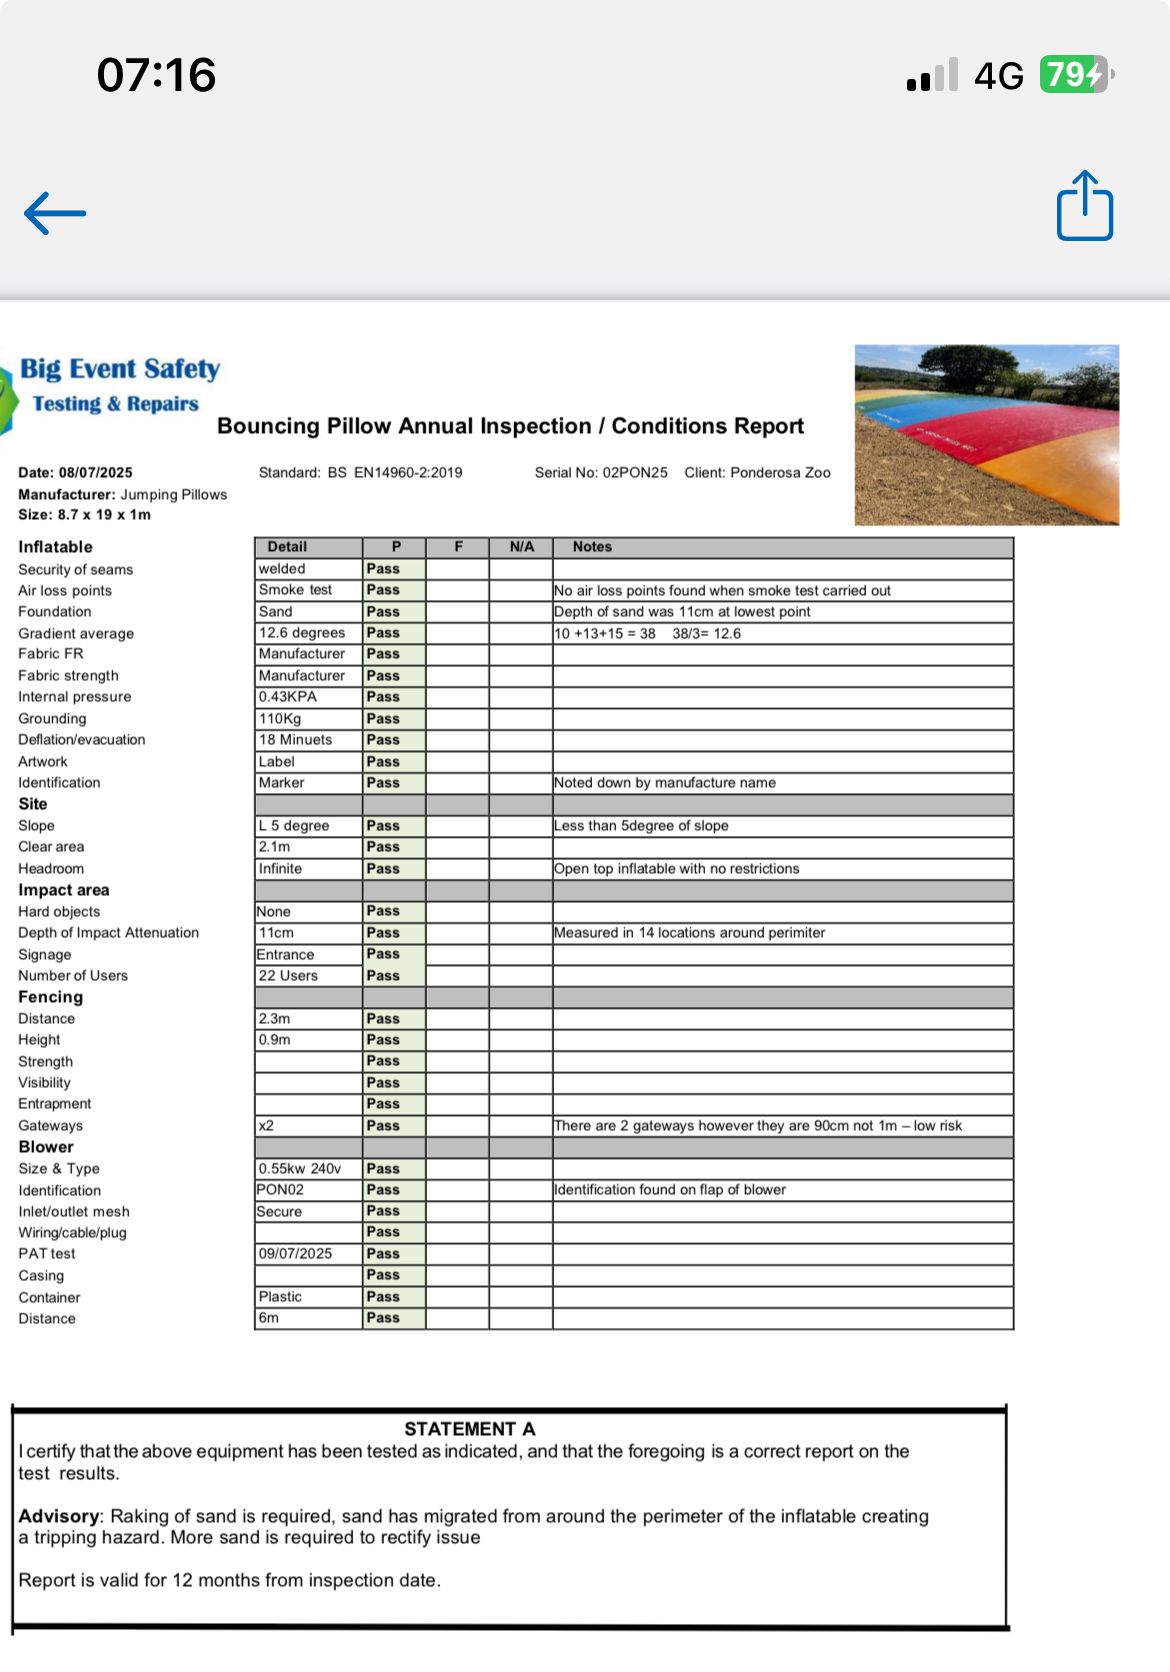 07:16
4G
79
Big Event Safety
Testing & Repairs
Bouncing Pillow Annual Inspection / Conditions Report
Date: 08/07/2025 Standard: BS EN14960-2:2019 Serial No: 02PON25 Client: Ponderosa Zoo
Manufacturer: Jumping Pillows
Size: 8.7 x 19 x 1m
Inflatable Detail P F N/A Notes
Security of seams welded Pass
Air loss points Smoke test Pass No air loss points found when smoke test carried out
Foundation Sand Pass Depth of sand was 11cm at lowest point
Gradient average 12.6 degrees Pass 10 +13+15 = 38 38/3= 12.6
Fabric FR Manufacturer Pass
Fabric strength Manufacturer Pass
Internal pressure 0.43KPA Pass
Grounding 110Kg Pass
Deflation/evacuation 18 Minuets Pass
Artwork Label Pass
Identification Marker Pass Noted down by manufacture name
Site
Slope L 5 degree Pass Less than 5degree of slope
Clear area 2.1m Pass
Headroom Infinite Pass Open top inflatable with no restrictions
Impact area
Hard objects None Pass
Depth of Impact Attenuation 11cm Pass Measured in 14 locations around perimiter
Signage Entrance Pass
Number of Users 22 Users Pass
Fencing
Distance 2.3m Pass
Height 0.9m Pass
Strength Pass
Visibility Pass
Entrapment Pass
Gateways x2 Pass There are 2 gateways however they are 90cm not 1m – low risk
Blower
Size & Type 0.55kw 240v Pass
Identification PON02 Pass Identification found on flap of blower
Inlet/outlet mesh Secure Pass
Wiring/cable/plug Pass
PAT test 09/07/2025 Pass
Casing Pass
Container Plastic Pass
Distance 6m Pass
STATEMENT A
I certify that the above equipment has been tested as indicated, and that the foregoing is a correct report on the
test results.
Advisory: Raking of sand is required, sand has migrated from around the perimeter of the inflatable creating
a tripping hazard. More sand is required to rectify issue
Report is valid for 12 months from inspection date.